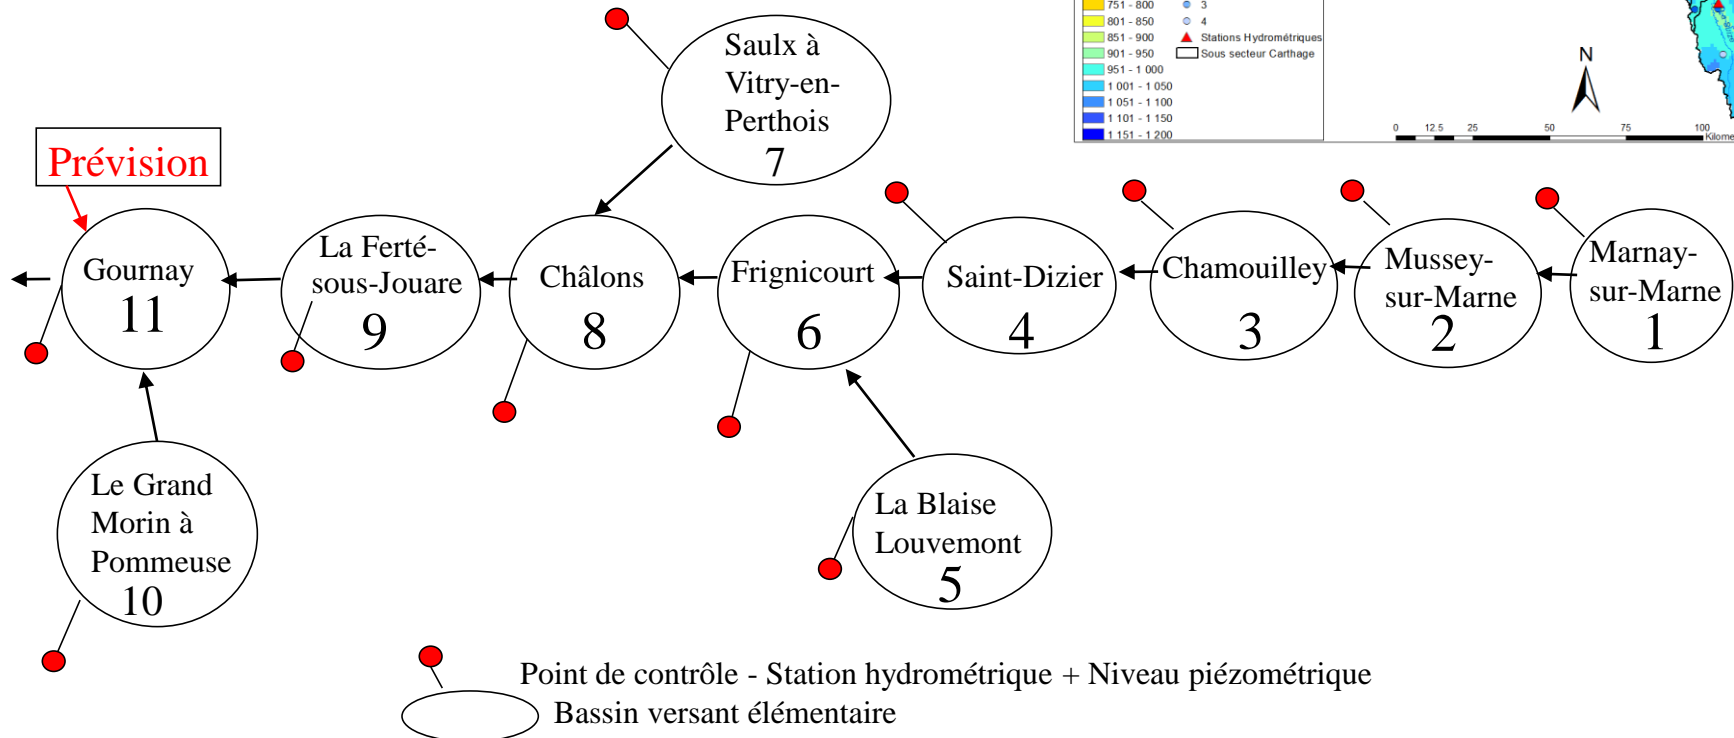 751 - 800
801 - 850
851 - 900
901 - 950
951 - 1 000
1 001 - 1 050
1 051 - 1 100
1 101 - 1 150
1 151 - 1 200
3
4
Stations Hydrométriques
Sous secteur Carthage
N
0 12.5 25 50 75 100
Saulx à
Vitry-en-
Perthois
7
Prévision
Gournay
11
La Ferté-
sous-Jouare
9
Châlons
8
Frignicourt
6
Saint-Dizier
4
Chamouilley
3
Mussey-
sur-Marne
2
Marnay-
sur-Marne
1
Le Grand
Morin à
Pommeuse
10
La Blaise
Louvemont
5
Point de contrôle - Station hydrométrique + Niveau piézométrique
Bassin versant élémentaire